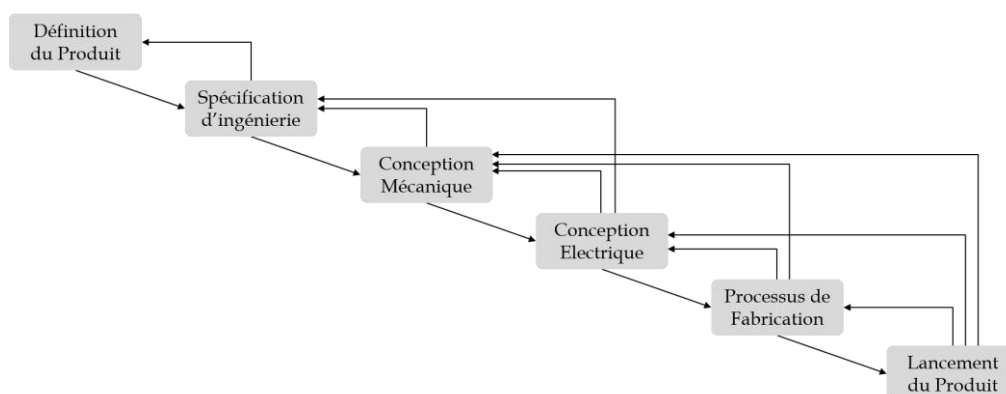 Définition
du Produit
Spécification
d'ingénierie
Conception
Mécanique
Conception
Electrique
Processus de
Fabrication
Lancement
du Produit